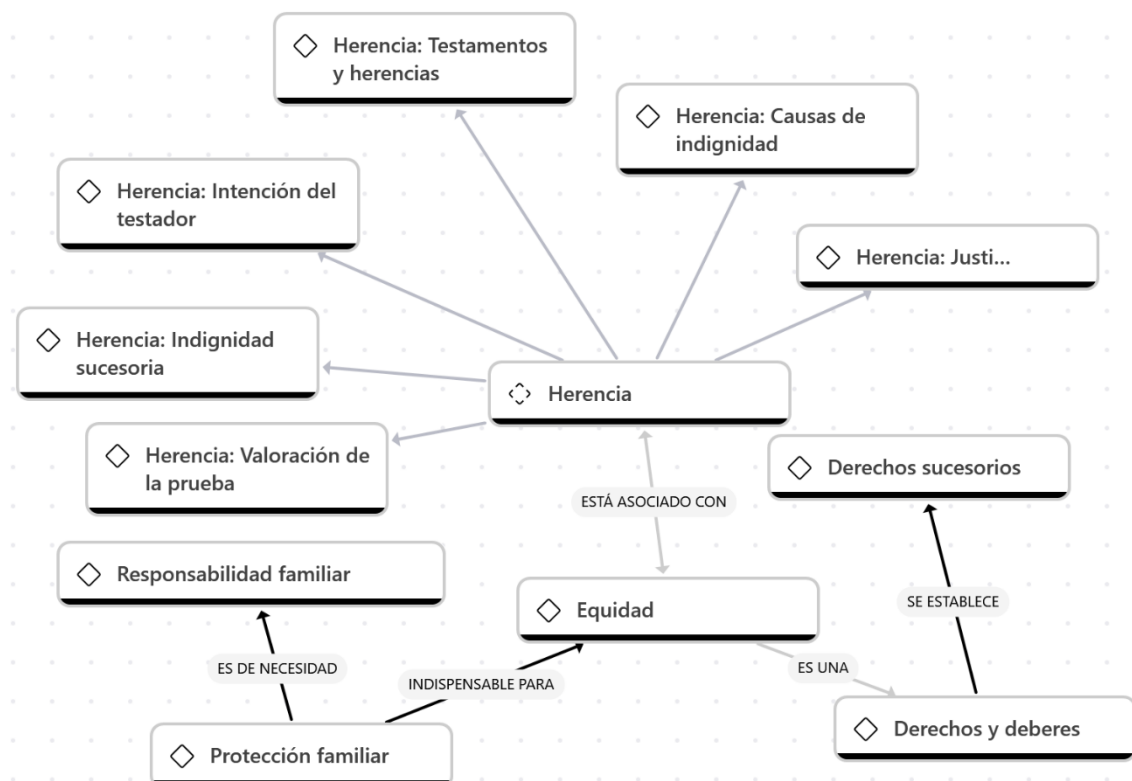 Herencia: Testamentos
y herencias
Herencia: Causas de
indignidad
Herencia: Intención del
testador
Herencia: Justi...
Herencia: Indignidad
sucesoria
Herencia
Herencia: Valoración de
la prueba
Derechos sucesorios
ESTÁ ASOCIADO CON
Responsabilidad familiar
Equidad
SE ESTABLECE
ES DE NECESIDAD
INDISPENSABLE PARA
ES UNA
Derechos y deberes
Protección familiar